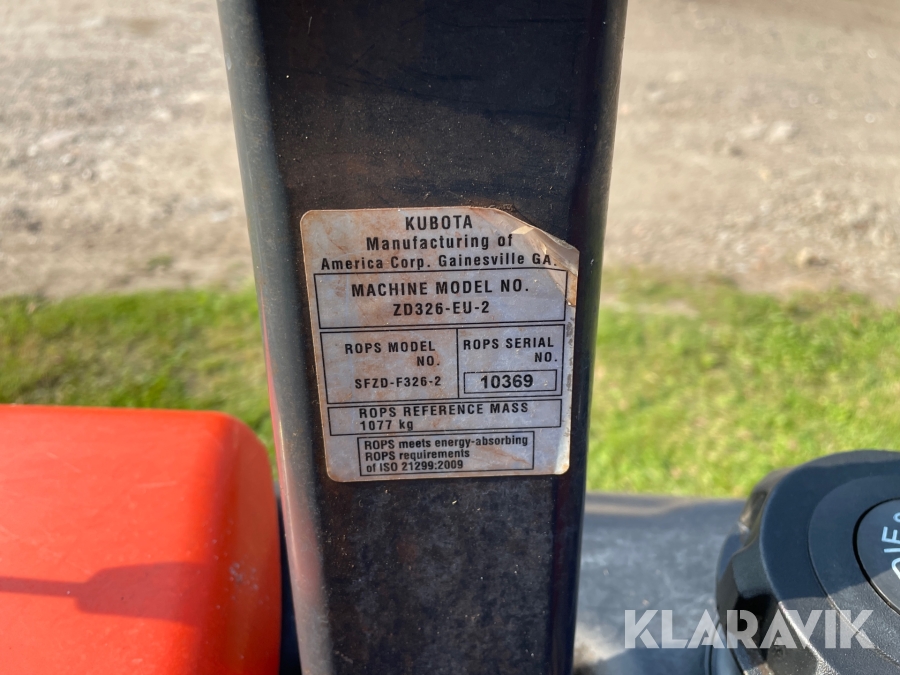 KUBOTA
Manufacturing of
America Corp. Gainesville GA.
MACHINE MODEL NO.
ZD326-EU-2
ROPS MODEL
NO.
SFZD-F326-2
ROPS SERIAL
NO.
10369
ROPS REFERENCE MASS
1077 kg
ROPS meets energy-absorbing
ROPS requirements
of ISO 21299:2009
KLARAVIK